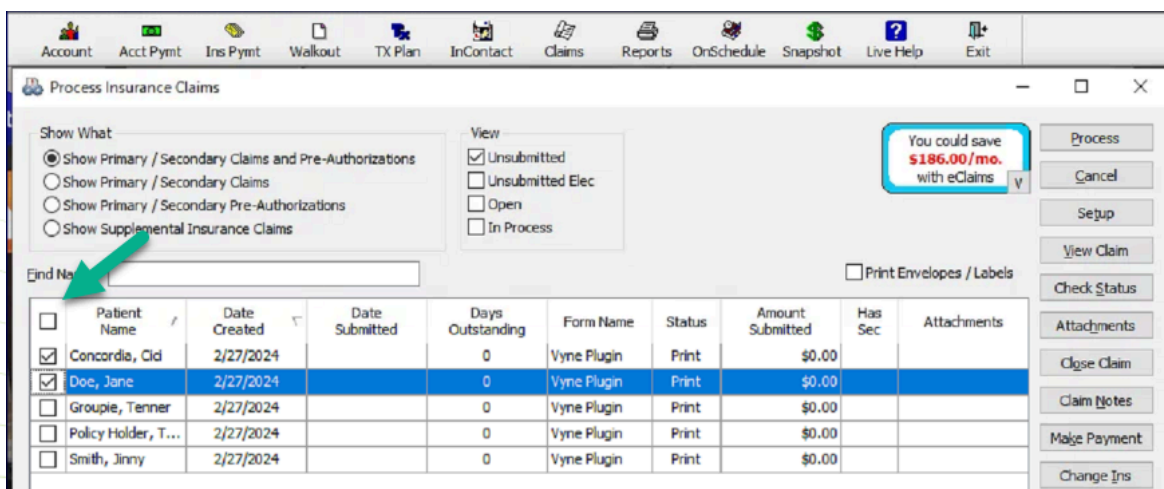 Account Acct Pymt Ins Pymt Walkout TX Plan InContact Claims Reports OnSchedule Snapshot Live Help Exit
Process Insurance Claims
Show What
Show Primary / Secondary Claims and Pre-Authorizations
Show Primary / Secondary Claims
Show Primary / Secondary Pre-Authorizations
Show Supplemental Insurance Claims
View
Unsubmitted
Unsubmitted Elec
Open
In Process
You could save
$186.00/mo.
with eClaims V
Process
Cancel
Setup
View Claim
Check Status
Attachments
Close Claim
Claim Notes
Make Payment
Change Ins
Find
Print Envelopes / Labels
Patient Name Date Created Date Submitted Days Outstanding Form Name Status Amount Submitted Has Sec Attachments
Concordia, Cici 2/27/2024 0 Vyne Plugin Print $0.00
Doe, Jane 2/27/2024 0 Vyne Plugin Print $0.00
Groupie, Tenner 2/27/2024 0 Vyne Plugin Print $0.00
Policy Holder, T... 2/27/2024 0 Vyne Plugin Print $0.00
Smith, Jinny 2/27/2024 0 Vyne Plugin Print $0.00